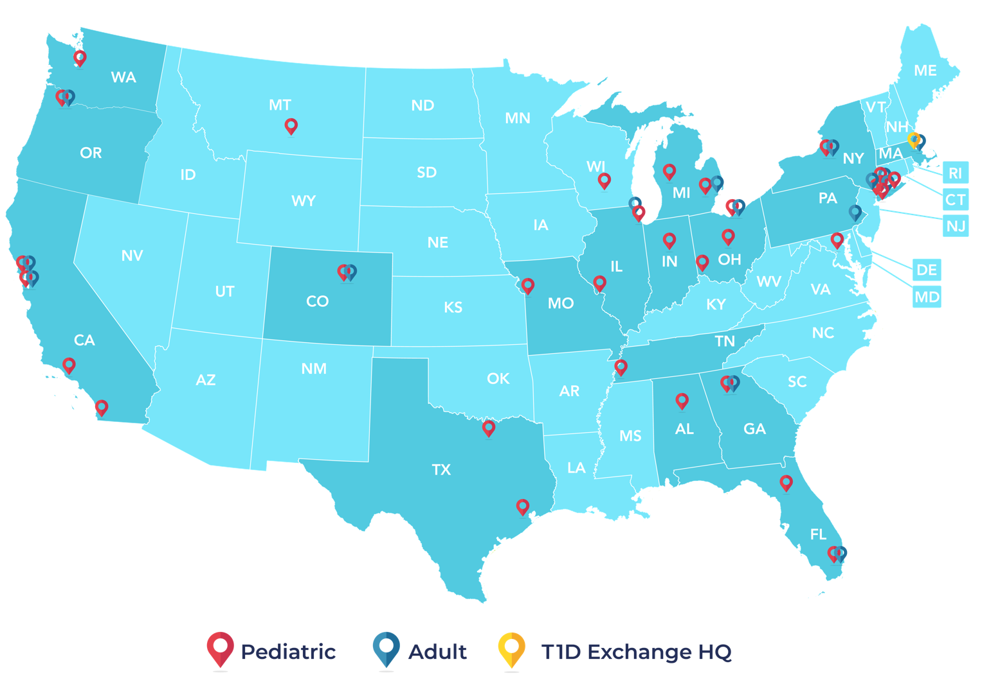 ME
WA
VT
MT
ND
MN
NH
OR
NY
MA
WI
ID
SD
RI
MI
WY
PA
CT
IA
NJ
NE
NV
IN
OH
IL
DE
WV
UT
VA
CO
MO
MD
KY
KS
NC
CA
TN
NM
AZ
OK
SC
AR
AL
GA
MS
LA
TX
FL
Pediatric
Adult
T1D Exchange HQ